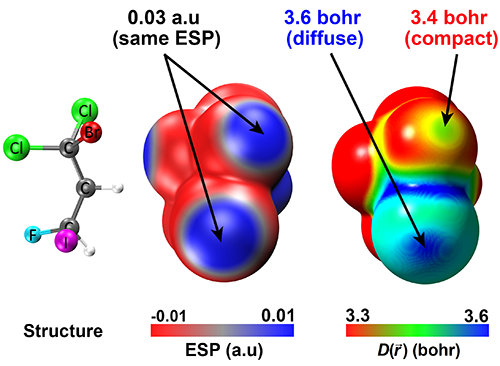 0.03 a.u
(same ESP)
3.6 bohr
(diffuse)
3.4 bohr
(compact)
Cl
Br
Cl
C
C
H
F
I
C
H
-0.01 0.01
ESP (a.u)
3.3 3.6
D(r⃗) (bohr)
Structure